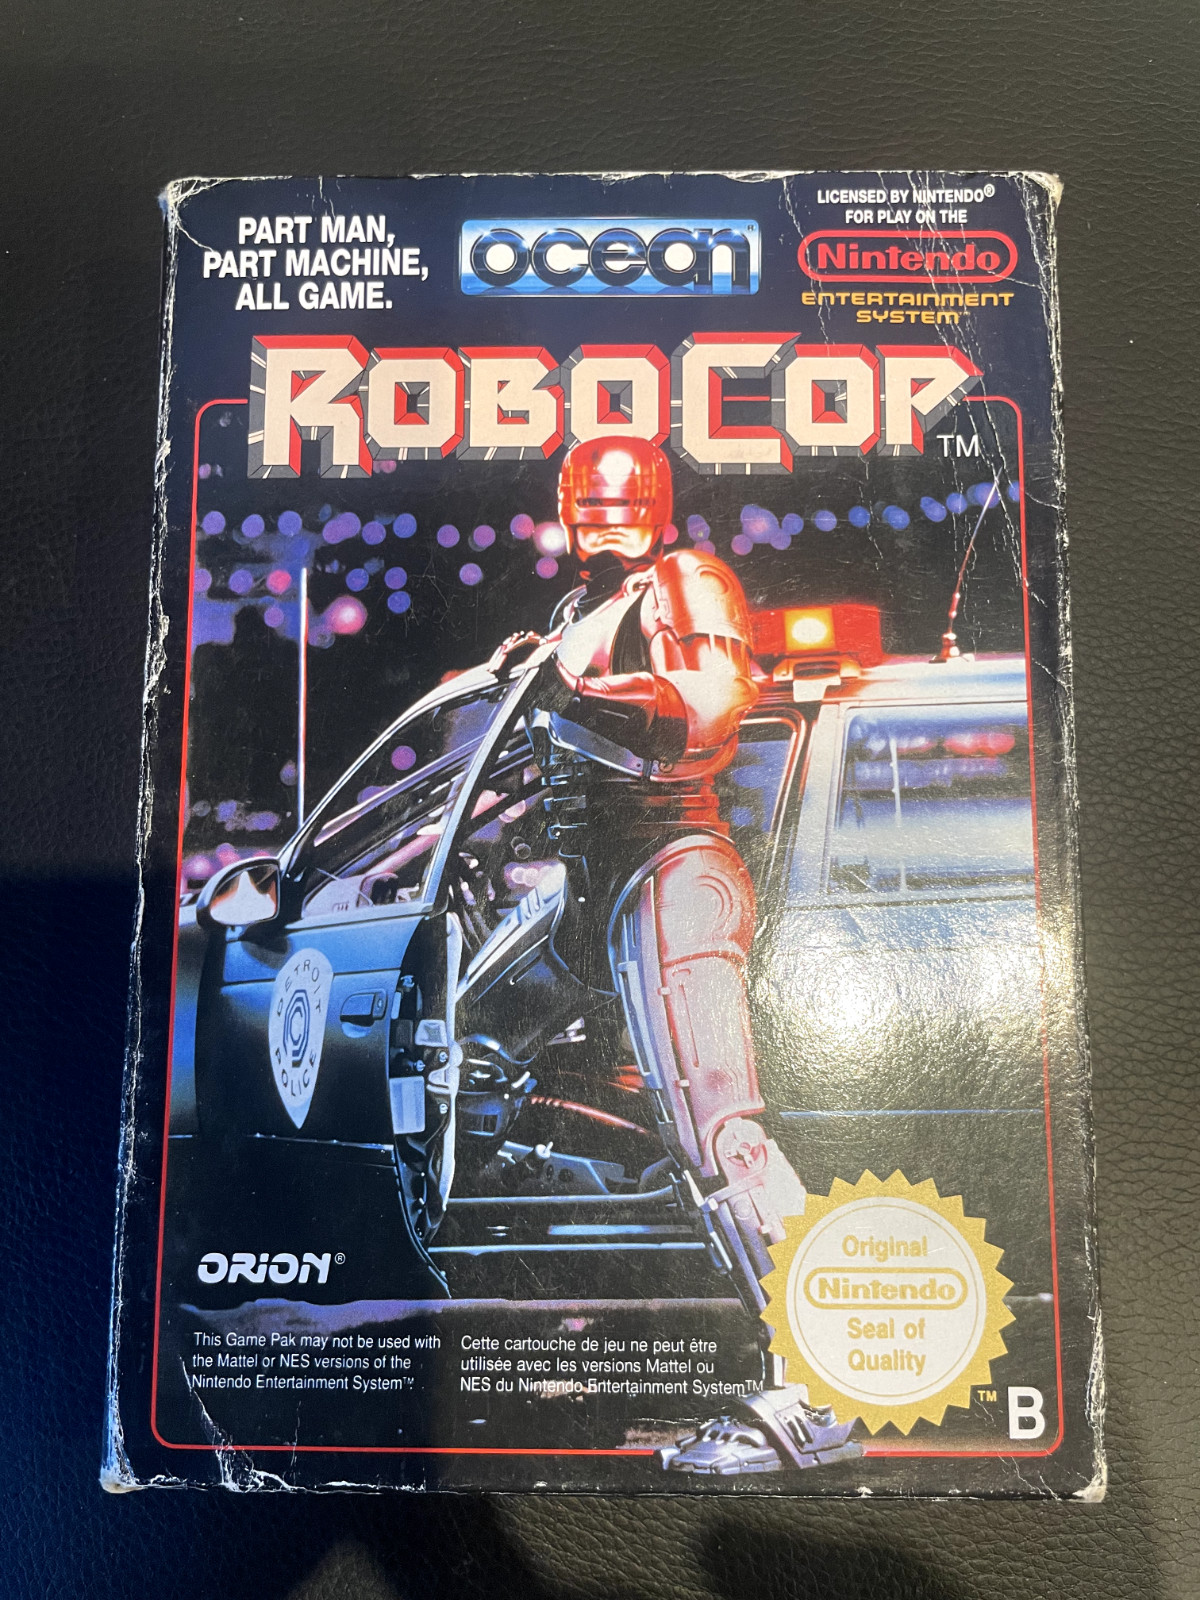 PART MAN,
PART MACHINE,
ALL GAME.
ocean®
LICENSED BY NINTENDO®
FOR PLAY ON THE
Nintendo
ENTERTAINMENT
SYSTEM™
ROBOCOP™
DETROIT
POLICE
ORION®
This Game Pak may not be used with
the Mattel or NES versions of the
Nintendo Entertainment System™.
Cette cartouche de jeu ne peut être
utilisée avec les versions Mattel ou
NES du Nintendo Entertainment System™
Original
Nintendo
Seal of
Quality
™
B